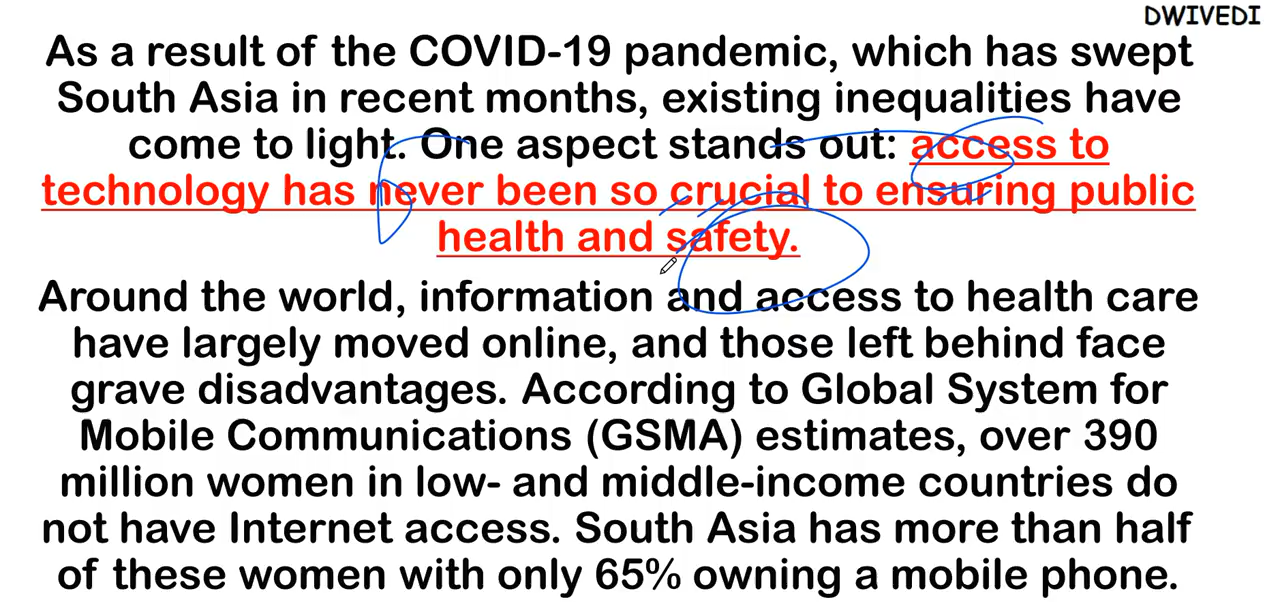 DWIVEDI
As a result of the COVID-19 pandemic, which has swept
South Asia in recent months, existing inequalities have
come to light. One aspect stands out: access to
technology has never been so crucial to ensuring public
health and safety.
Around the world, information and access to health care
have largely moved online, and those left behind face
grave disadvantages. According to Global System for
Mobile Communications (GSMA) estimates, over 390
million women in low- and middle-income countries do
not have Internet access. South Asia has more than half
of these women with only 65% owning a mobile phone.